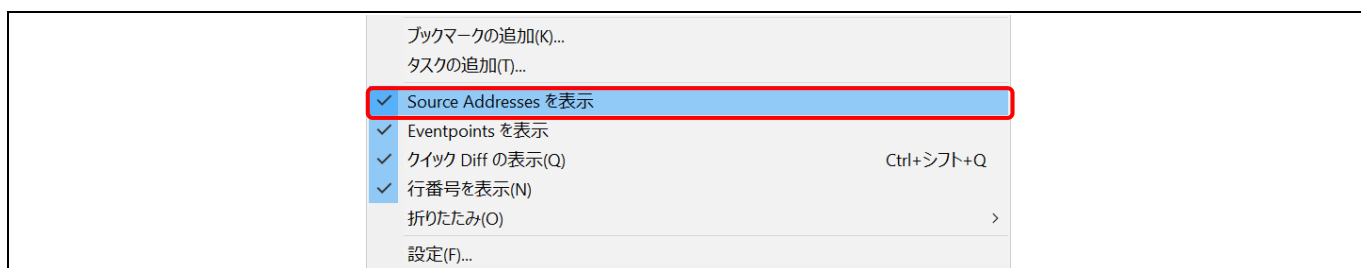 ブックマークの追加(K)...
タスクの追加(T)...
Source Addresses を表示
Eventpoints を表示
クイック Diff の表示(Q) Ctrl+シフト+Q
行番号を表示(N)
折りたたみ(O)
設定(F)...